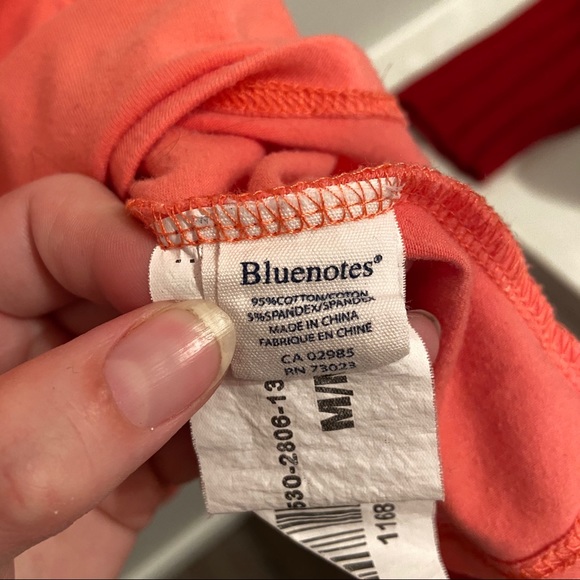 Bluenotes®
95%COTTON/COTON
5%SPANDEX/SPANDEX
MADE IN CHINA
FABRIQUE EN CHINE
CA 02985
RN 73023
530-2806-13
M/
1168